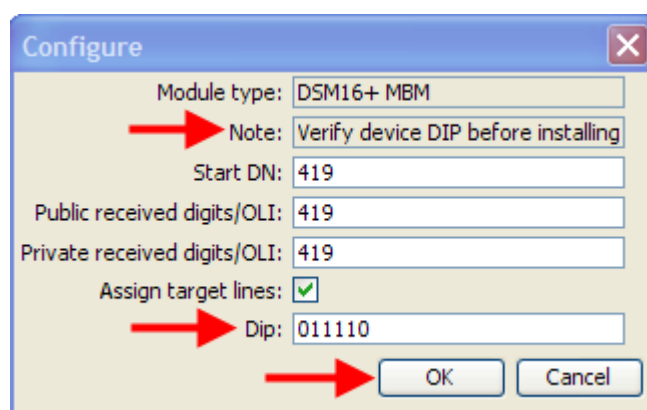 Configure
Module type: DSM16+ MBM
Note: Verify device DIP before installing
Start DN: 419
Public received digits/OLI: 419
Private received digits/OLI: 419
Assign target lines:
Dip: 011110
OK Cancel